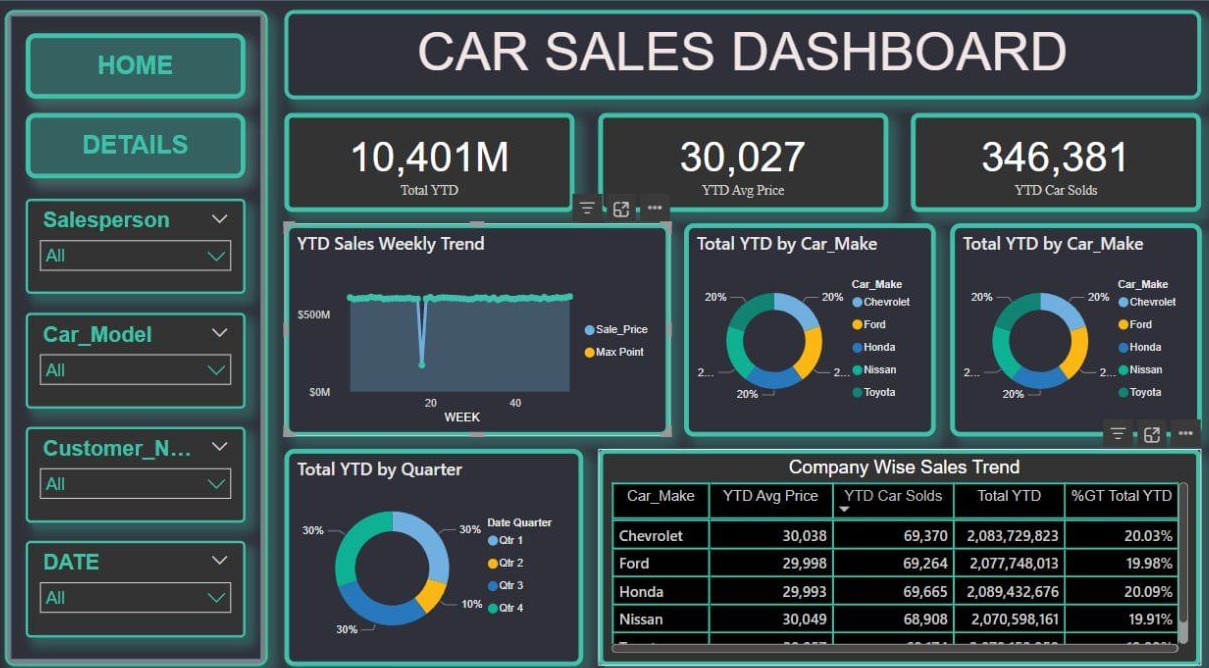 HOME
DETAILS
Salesperson
All
Car_Model
All
Customer_N...
All
DATE
All
CAR SALES DASHBOARD
10,401M
Total YTD
30,027
YTD Avg Price
346,381
YTD Car Solds
YTD Sales Weekly Trend
$500M
$0M
20 40
WEEK
Sale_Price
Max Point
Total YTD by Car_Make
20%
20%
2...
2...
20%
Car_Make
Chevrolet
Ford
Honda
Nissan
Toyota
Total YTD by Car_Make
20%
20%
2...
2...
20%
Car_Make
Chevrolet
Ford
Honda
Nissan
Toyota
Total YTD by Quarter
30%
30%
10%
30%
Date Quarter
Qtr 1
Qtr 2
Qtr 3
Qtr 4
Company Wise Sales Trend
Car_Make YTD Avg Price YTD Car Solds Total YTD %GT Total YTD
Chevrolet 30,038 69,370 2,083,729,823 20.03%
Ford 29,998 69,264 2,077,748,013 19.98%
Honda 29,993 69,665 2,089,432,676 20.09%
Nissan 30,049 68,908 2,070,598,161 19.91%